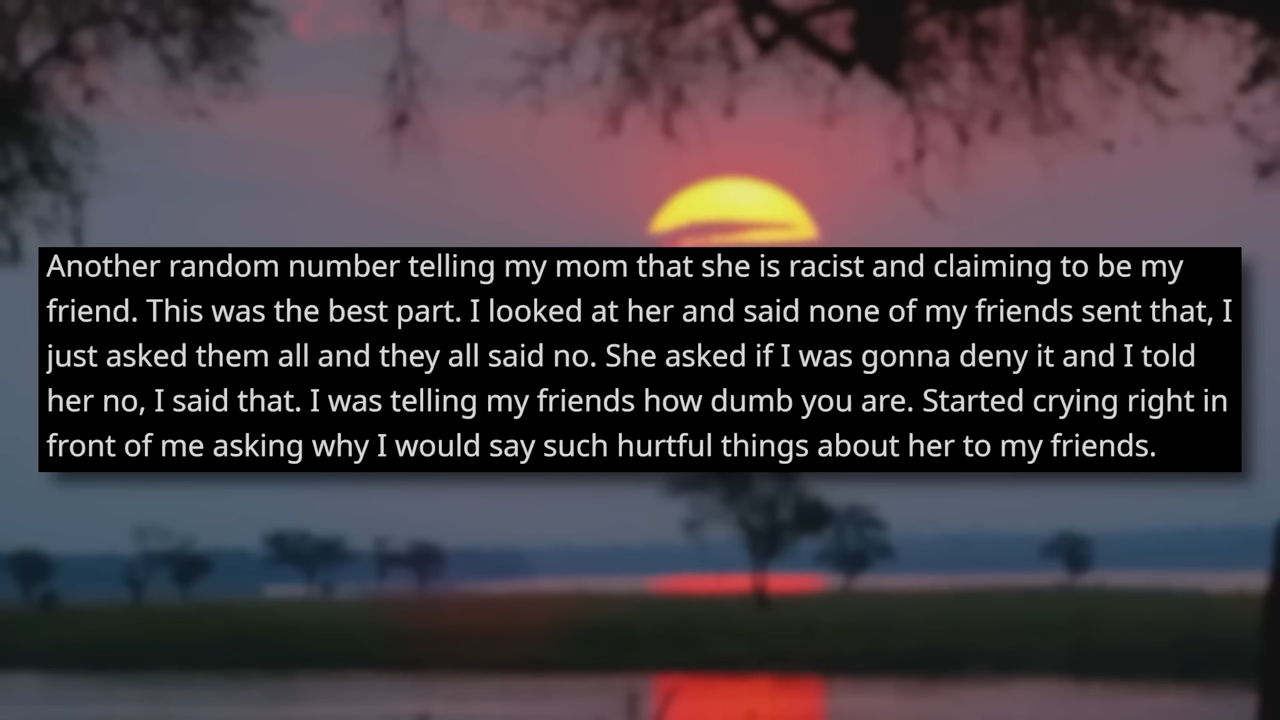 Another random number telling my mom that she is racist and claiming to be my
friend. This was the best part. I looked at her and said none of my friends sent that, I
just asked them all and they all said no. She asked if I was gonna deny it and I told
her no, I said that. I was telling my friends how dumb you are. Started crying right in
front of me asking why I would say such hurtful things about her to my friends.